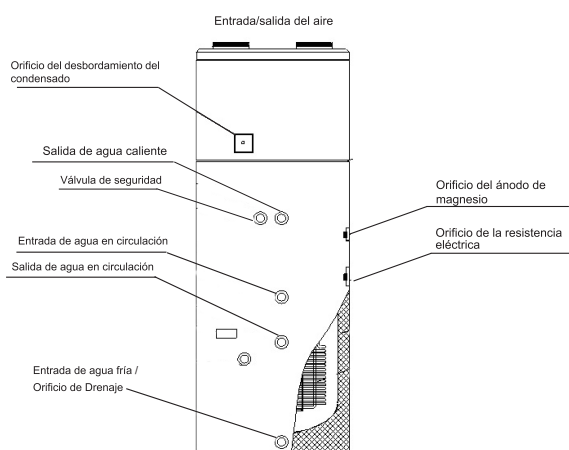 Entrada/salida del aire
Orificio del desbordamiento del
condensado
Salida de agua caliente
Válvula de seguridad
Orificio del ánodo de
magnesio
Entrada de agua en circulación
Orificio de la resistencia
eléctrica
Salida de agua en circulación
Entrada de agua fría /
Orificio de Drenaje